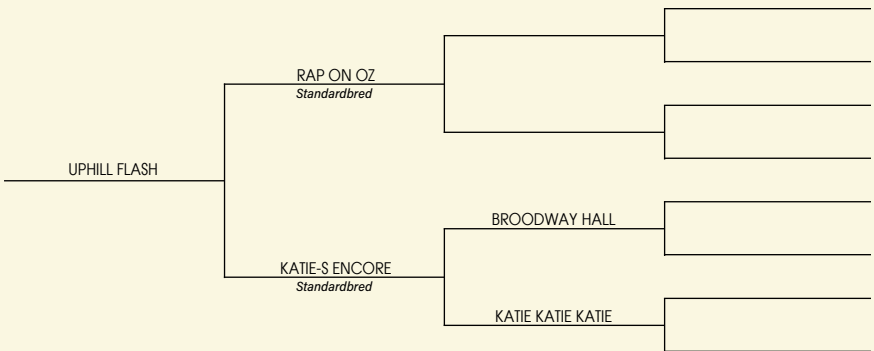 RAP ON OZ
Standardbred
UPHILL FLASH
BROODWAY HALL
KATIE-S ENCORE
Standardbred
KATIE KATIE KATIE